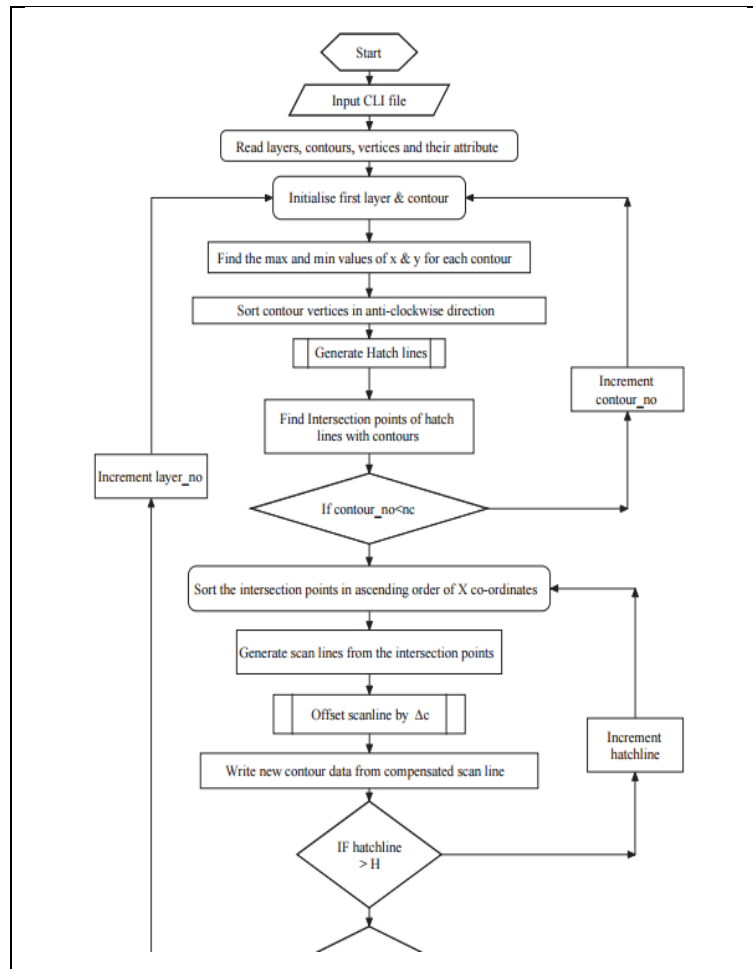 Start
Input CLI file
Read layers, contours, vertices and their attribute
Initialise first layer & contour
Find the max and min values of x & y for each contour
Sort contour vertices in anti-clockwise direction
Generate Hatch lines
Increment
contour_no
Find Intersection points of hatch
lines with contours
Increment layer_no
If contour_no<nc
Sort the intersection points in ascending order of X co-ordinates
Generate scan lines from the intersection points
Offset scanline by Δc
Increment
hatchline
Write new contour data from compensated scan line
IF hatchline
> H